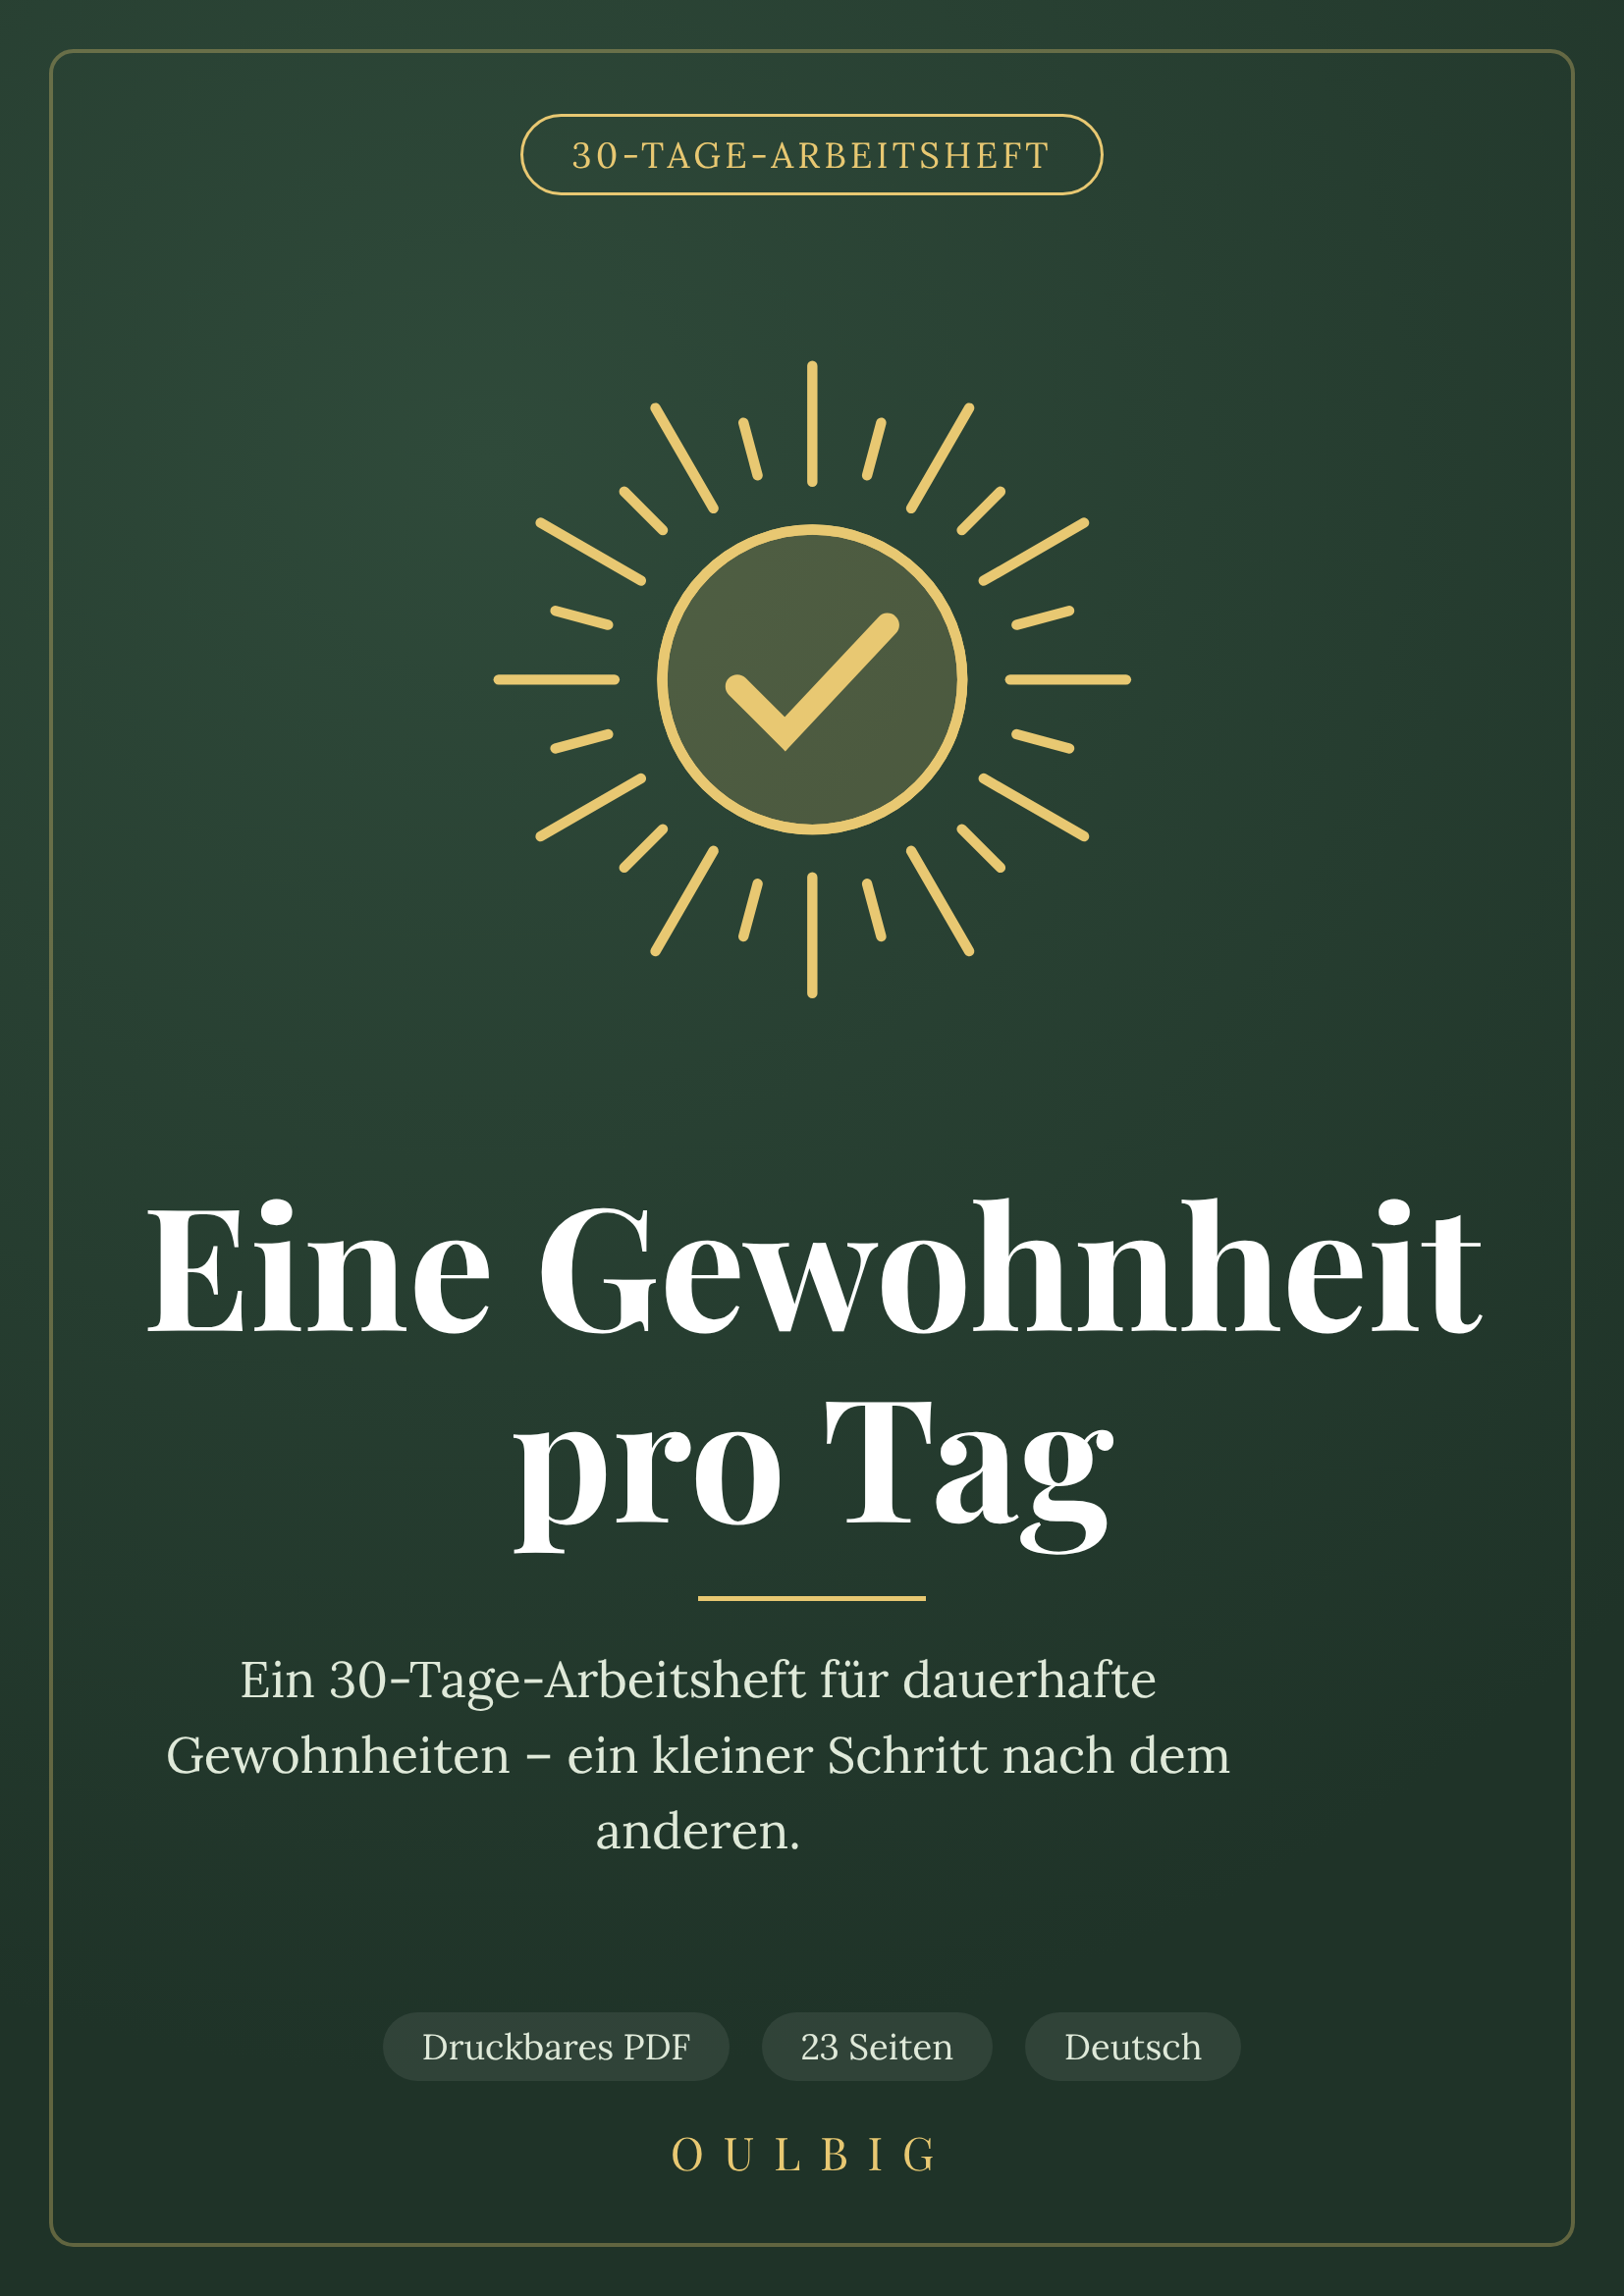 30-TAGE-ARBEITSHEFT
Eine Gewohnheit
pro Tag
Ein 30-Tage-Arbeitsheft für dauerhafte
Gewohnheiten – ein kleiner Schritt nach dem
anderen.
Druckbares PDF 23 Seiten Deutsch
OULBIG